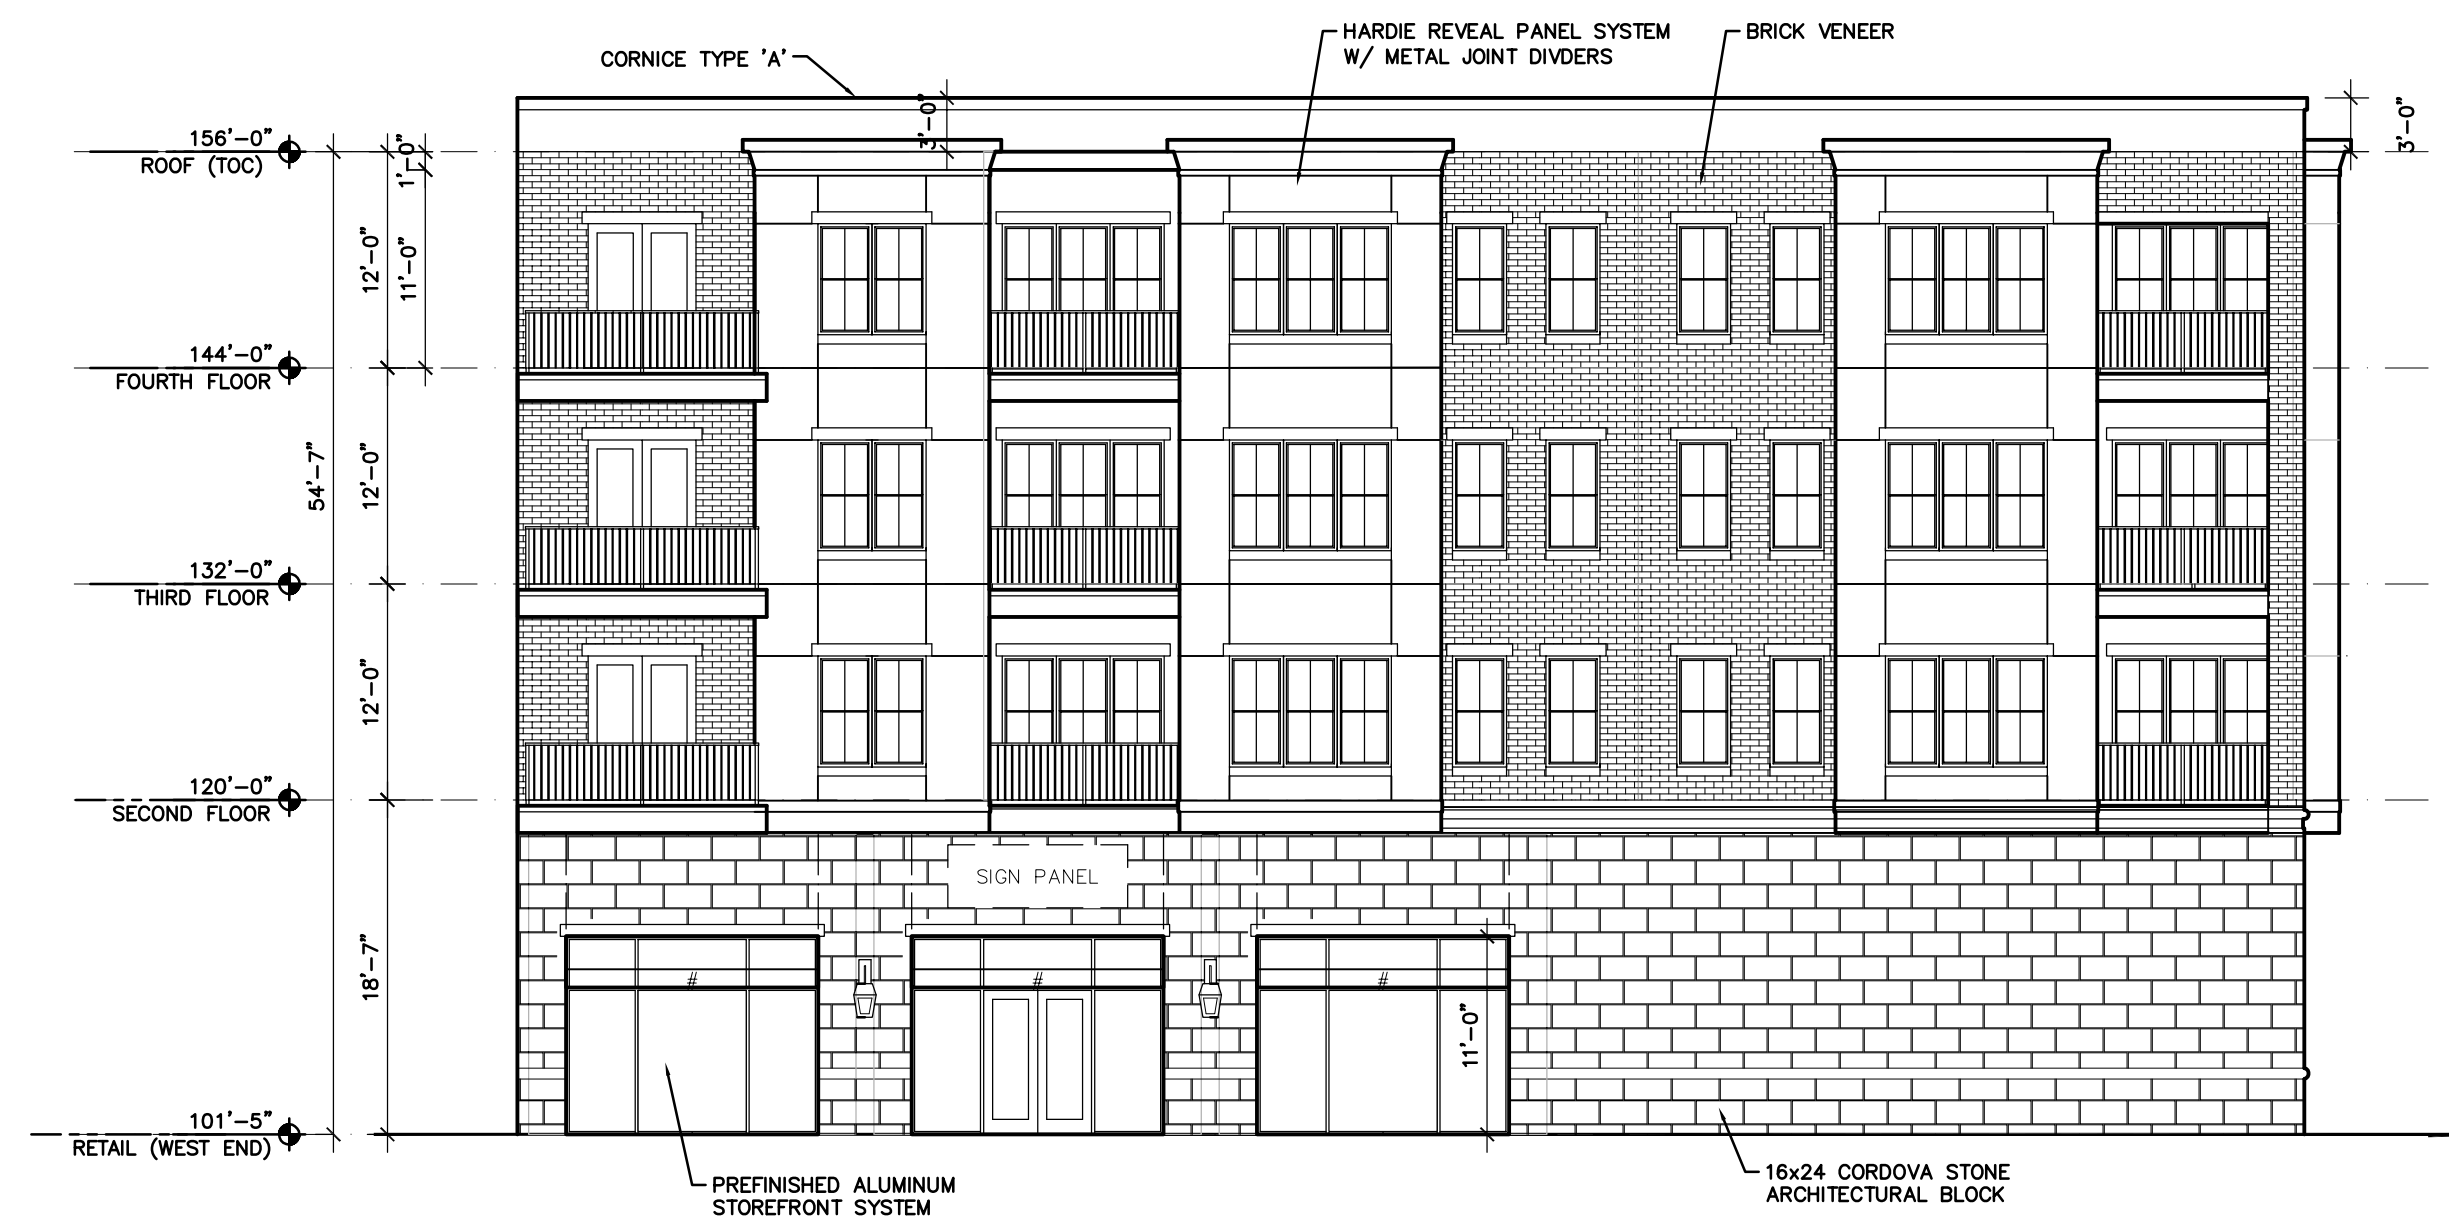 HARDIE REVEAL PANEL SYSTEM
W/ METAL JOINT DIVDERS
BRICK VENEER
CORNICE TYPE 'A'
3'-0"
3'-0"
156'-0"
ROOF (TOC)
1'-0"
12'-0"
11'-0"
144'-0"
FOURTH FLOOR
54'-7"
12'-0"
132'-0"
THIRD FLOOR
12'-0"
120'-0"
SECOND FLOOR
SIGN PANEL
18'-7"
#
#
#
11'-0"
101'-5"
RETAIL (WEST END)
PREFINISHED ALUMINUM
STOREFRONT SYSTEM
16x24 CORDOVA STONE
ARCHITECTURAL BLOCK